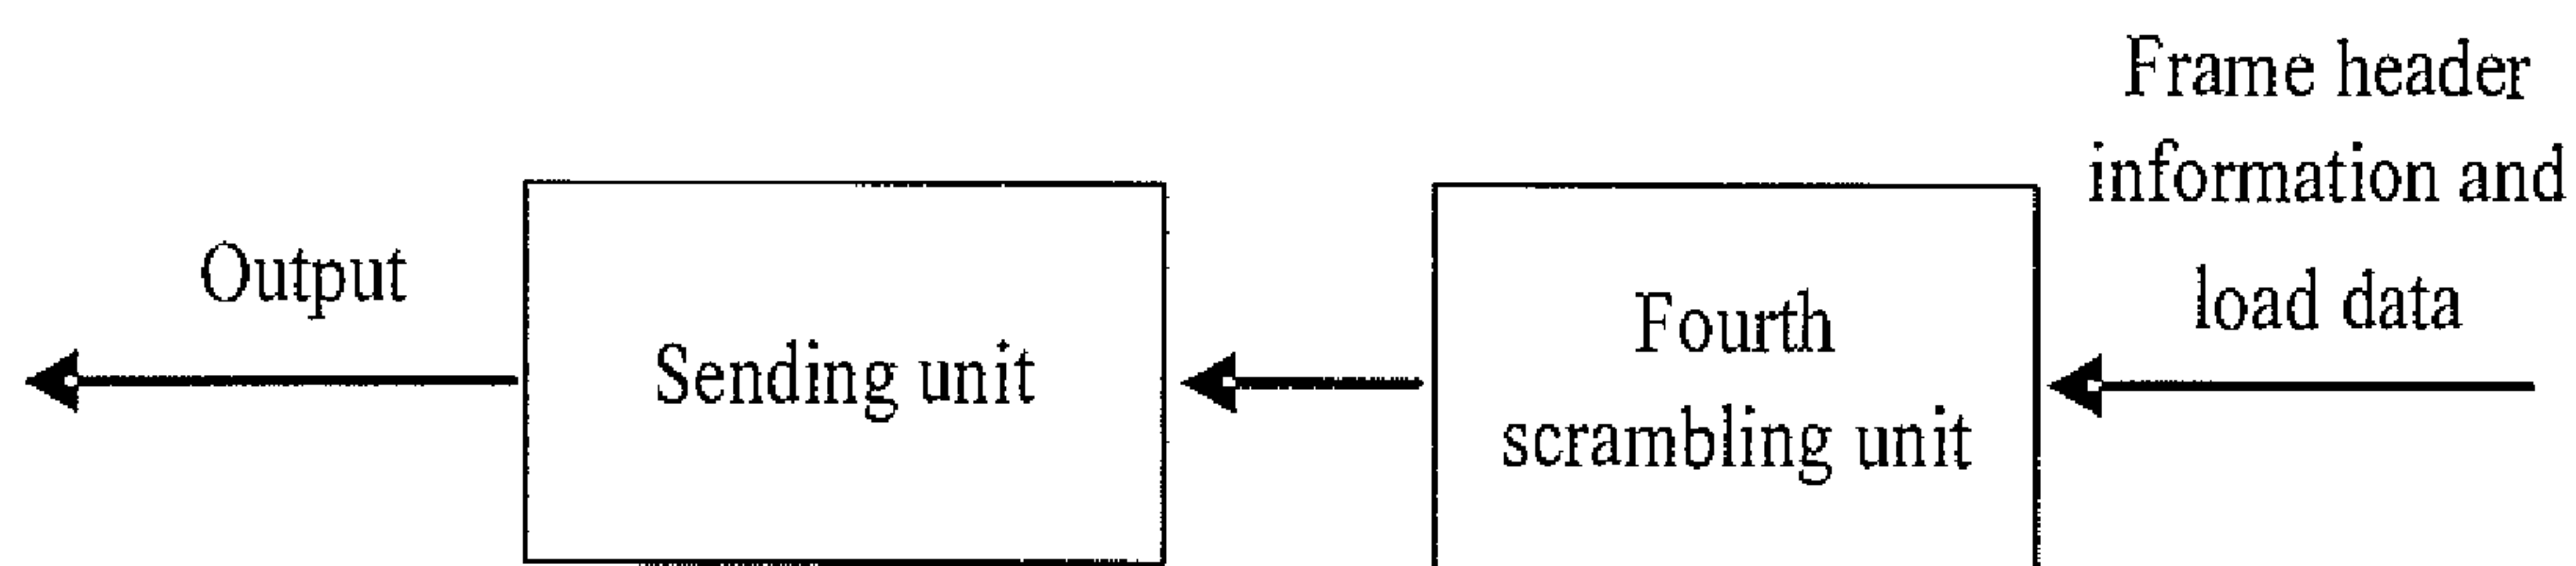 Output
Sending unit
Fourth
scrambling unit
Frame header
information and
load data